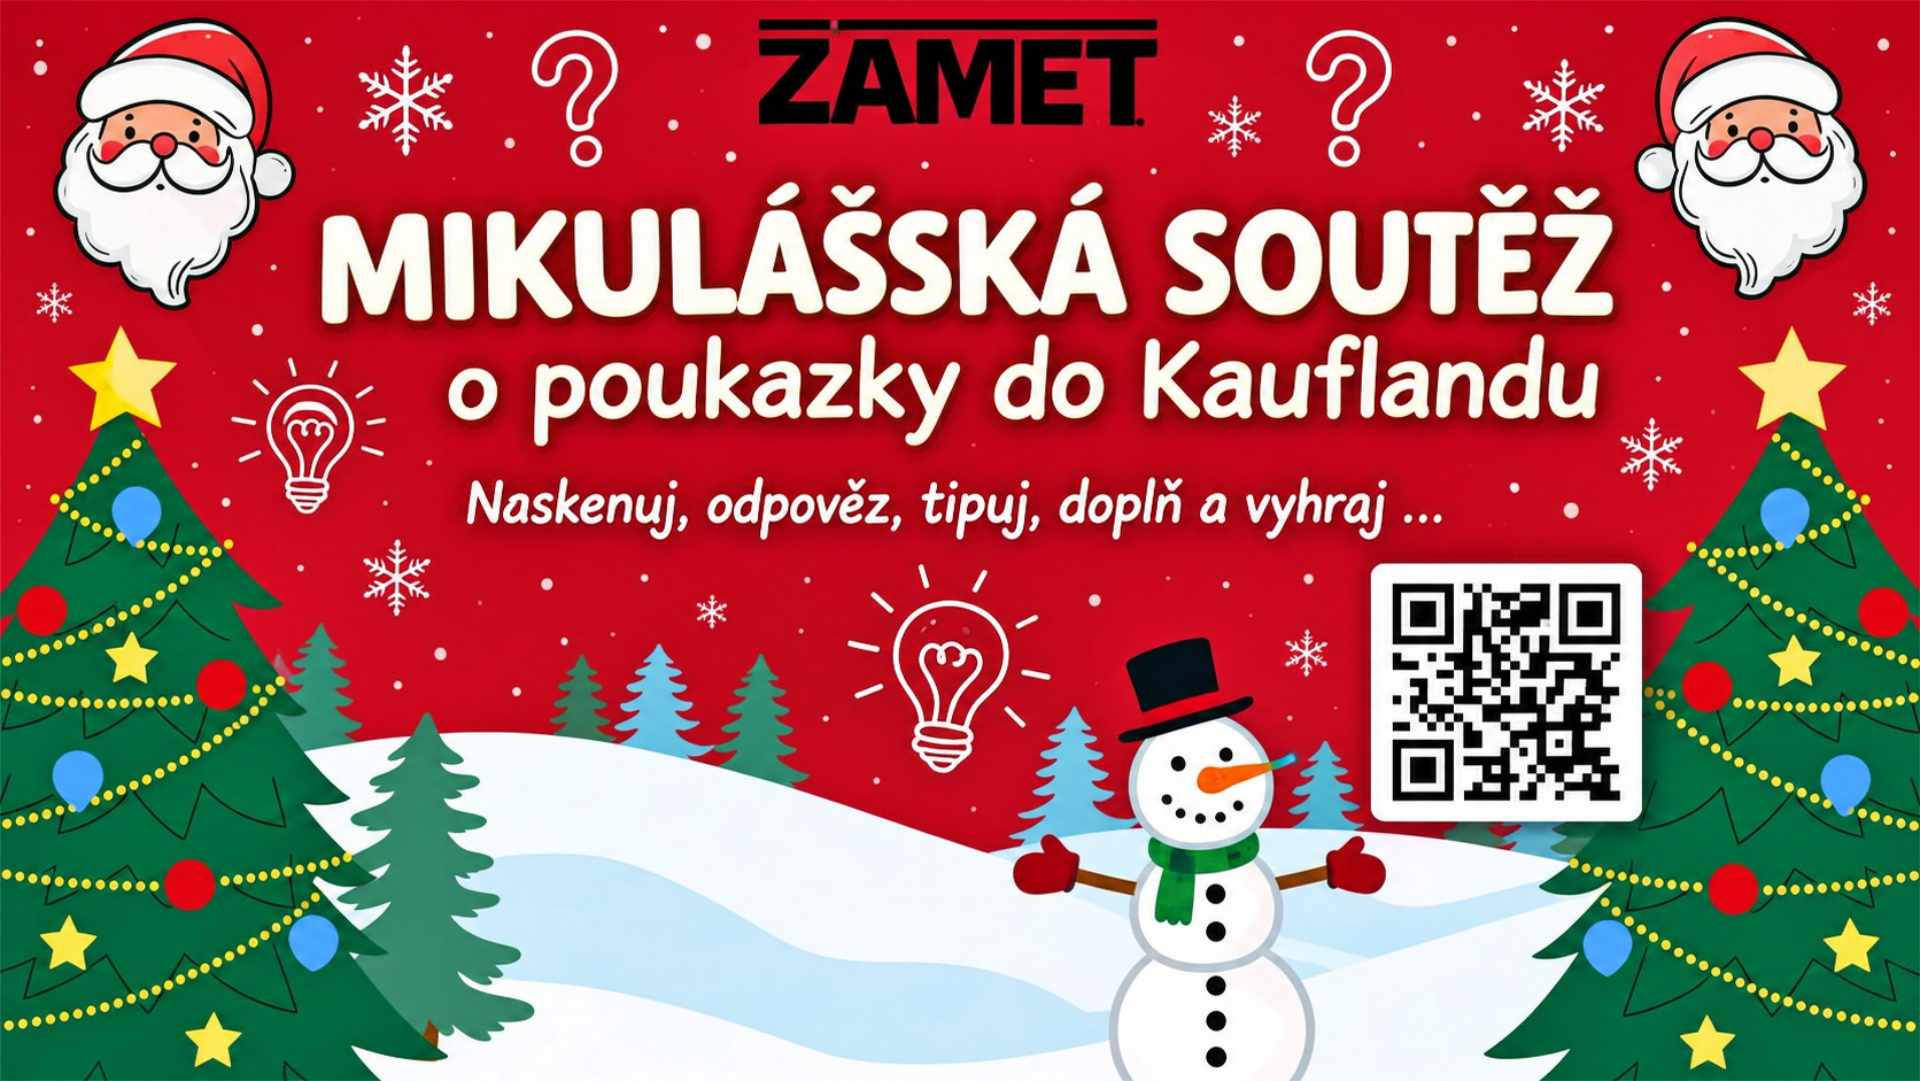 ZAMET
MIKULÁŠSKÁ SOUTĚŽ
o poukazky do Kauflandu
Naskenuj, odpověz, tipuj, doplň a vyhraj ...